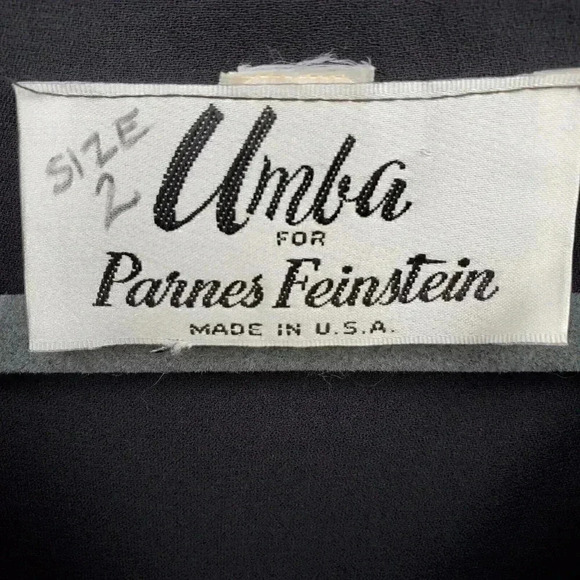 SIZE
2
Umba
FOR
Parnes Feinstein
MADE IN U.S.A.